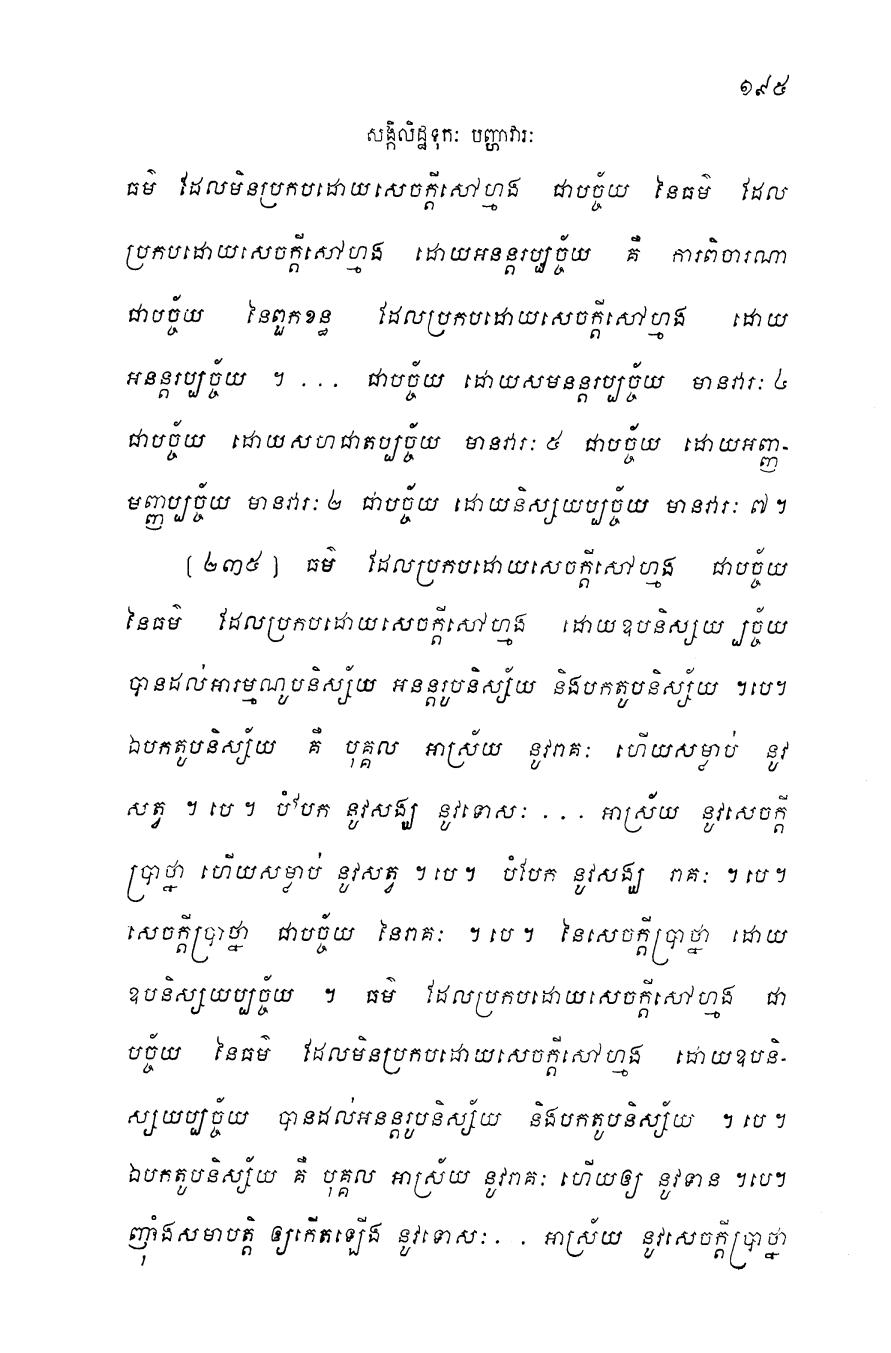 ១៩៥
សង្កិលិដ្ឋទុកៈ បញ្ហាវារៈ
ធម៌ ដែលមិនប្រកបដោយសេចក្តីសៅហ្មង ជាបច្ច័យ នៃធម៌ ដែល
ប្រកបដោយសេចក្តីសៅហ្មង ដោយអនន្តរប្បច្ច័យ គឺ ការពិចារណា
ជាបច្ច័យ នៃពួកខន្ធ ដែលប្រកបដោយសេចក្តីសៅហ្មង ដោយ
អនន្តរប្បច្ច័យ ។ . . . ជាបច្ច័យ ដោយសមនន្តរប្បច្ច័យ មានវារៈ ៤
ជាបច្ច័យ ដោយសហជាតប្បច្ច័យ មានវារៈ ៥ ជាបច្ច័យ ដោយអញ្ញ-
មញ្ញប្បច្ច័យ មានវារៈ ២ ជាបច្ច័យ ដោយនិស្សយប្បច្ច័យ មានវារៈ ៧ ។
[ ២៣៥ ] ធម៌ ដែលប្រកបដោយសេចក្តីសៅហ្មង ជាបច្ច័យ
នៃធម៌ ដែលប្រកបដោយសេចក្តីសៅហ្មង ដោយឧបនិស្សយប្បច្ច័យ
បានដល់អារម្មណូបនិស្ស័យ អនន្តរូបនិស្ស័យ និងបកតូបនិស្ស័យ ។បេ។
ឯបកតូបនិស្ស័យ គឺ បុគ្គល អាស្រ័យ នូវរាគៈ ហើយសម្លាប់ នូវ
សត្វ ។ បេ ។ បំបែក នូវសង្ឃ នូវទោសៈ . . . អាស្រ័យ នូវសេចក្តី
ប្រាថ្នា ហើយសម្លាប់ នូវសត្វ ។ បេ ។ បំបែក នូវសង្ឃ រាគៈ ។ បេ ។
សេចក្តីប្រាថ្នា ជាបច្ច័យ នៃរាគៈ ។ បេ ។ នៃសេចក្តីប្រាថ្នា ដោយ
ឧបនិស្សយប្បច្ច័យ ។ ធម៌ ដែលប្រកបដោយសេចក្តីសៅហ្មង ជា
បច្ច័យ នៃធម៌ ដែលមិនប្រកបដោយសេចក្តីសៅហ្មង ដោយឧបនិ-
ស្សយប្បច្ច័យ បានដល់អនន្តរូបនិស្ស័យ និងបកតូបនិស្ស័យ ។ បេ ។
ឯបកតូបនិស្ស័យ គឺ បុគ្គល អាស្រ័យ នូវរាគៈ ហើយឲ្យ នូវទាន ។បេ។
ញ៉ាំងសមាបត្តិ ឲ្យកើតឡើង នូវទោសៈ . . អាស្រ័យ នូវសេចក្តីប្រាថ្នា